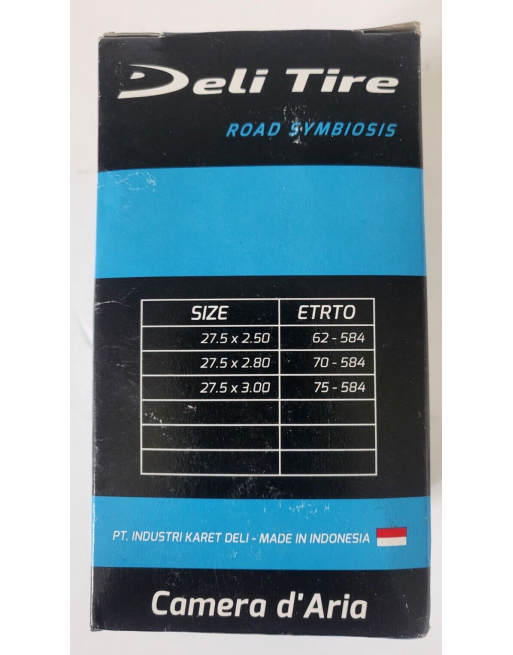 Deli Tire
ROAD SYMBIOSIS
SIZE ETRTO
27.5 x 2.50 62 - 584
27.5 x 2.80 70 - 584
27.5 x 3.00 75 - 584
PT. INDUSTRI KARET DELI - MADE IN INDONESIA
Camera d'Aria